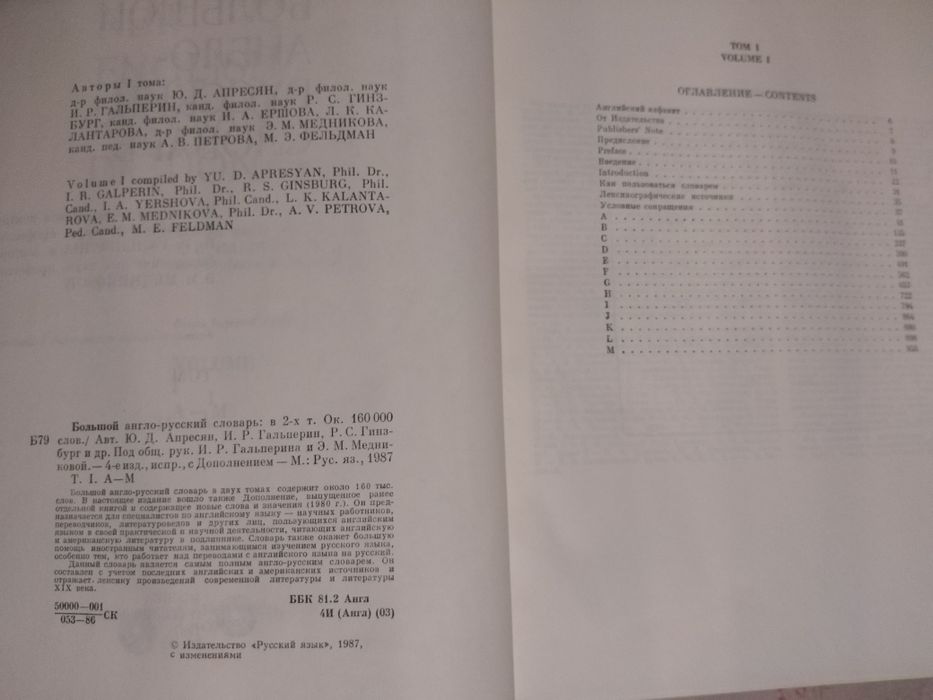 Авторы I тома:
д-р филол. наук Ю. Д. АПРЕСЯН, д-р филол. наук
И. Р. ГАЛЬПЕРИН, канд. филол. наук Р. С. ГИНЗ-
БУРГ, канд. филол. наук И. А. ЕРШОВА, Л. К. КА-
ЛАНТАРОВА, д-р филол. наук Э. М. МЕДНИКОВА,
канд. пед. наук А. В. ПЕТРОВА, М. Э. ФЕЛЬДМАН
Volume I compiled by YU. D. APRESYAN, Phil. Dr.,
I. R. GALPERIN, Phil. Dr., R. S. GINSBURG, Phil.
Cand., I. A. YERSHOVA, Phil. Cand., L. K. KALANTA-
ROVA, E. M. MEDNIKOVA, Phil. Dr., A. V. PETROVA,
Ped. Cand., M. E. FELDMAN
Большой англо-русский словарь: в 2-х т. Ок. 160 000
Б79 слов./ Авт. Ю. Д. Апресян, И. Р. Гальперин, Р. С. Гинз-
бург и др. Под общ. рук. И. Р. Гальперина и Э. М. Медни-
ковой.— 4-е изд., испр., с Дополнением — М.: Рус. яз., 1987
Т. I. А—М
Большой англо-русский словарь в двух томах содержит около 160 тыс.
слов. В настоящее издание вошло также Дополнение, выпущенное ранее
отдельной книгой и содержащее новые слова и значения (1980 г.). Он пред-
назначается для специалистов по английскому языку — научных работников,
переводчиков, литературоведов и других лиц, пользующихся английским
языком в своей практической и научной деятельности, читающих английскую
и американскую литературу в подлиннике. Словарь также окажет большую
помощь иностранным читателям, занимающимся изучением русского языка,
особенно тем, кто работает над переводами с английского языка на русский.
Данный словарь является самым полным англо-русским словарем. Он
составлен с учетом последних английских и американских источников и
отражает лексику произведений современной литературы и литературы
XIX века.
50000—001
053—86
СК
ББК 81.2 Англ
4И (Англ) (03)
© Издательство «Русский язык», 1987,
с изменениями
ТОМ I
VOLUME I
ОГЛАВЛЕНИЕ — CONTENTS
Английский алфавит
От Издательства
Publishers' Note
Предисловие
Preface
Введение
Introduction
Как пользоваться словарем
Лексикографические источники
Условные сокращения
A
B
C
D
E
F
G
H 722
I
J
K
L
M